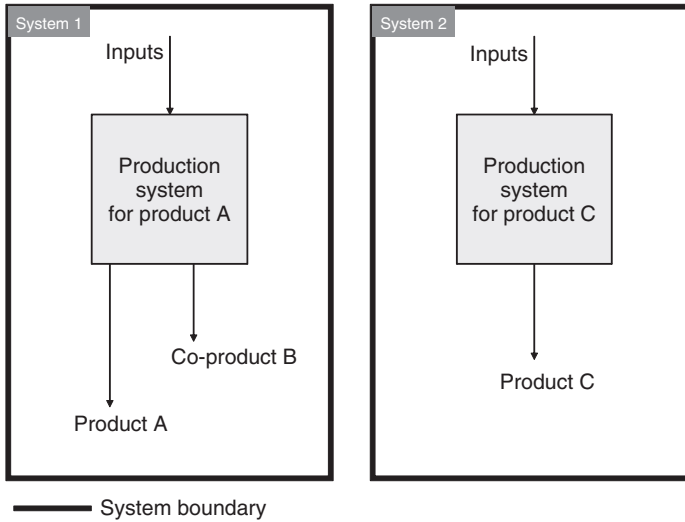 System 1
Inputs
Production
system
for product A
Co-product B
Product A
System 2
Inputs
Production
system
for product C
Product C
System boundary